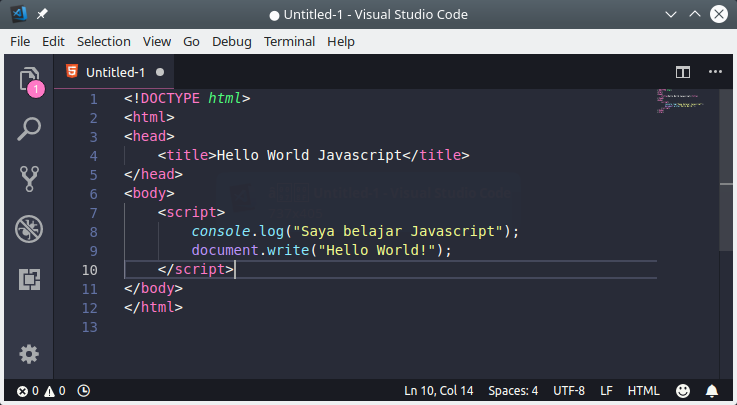 Untitled-1 - Visual Studio Code
File Edit Selection View Go Debug Terminal Help
Untitled-1
1 <!DOCTYPE html>
2 <html>
3 <head>
4 <title>Hello World Javascript</title>
5 </head>
6 <body>
7 <script>
8 console.log("Saya belajar Javascript");
9 document.write("Hello World!");
10 </script>
11 </body>
12 </html>
13
1
0 0 Ln 10, Col 14 Spaces: 4 UTF-8 LF HTML